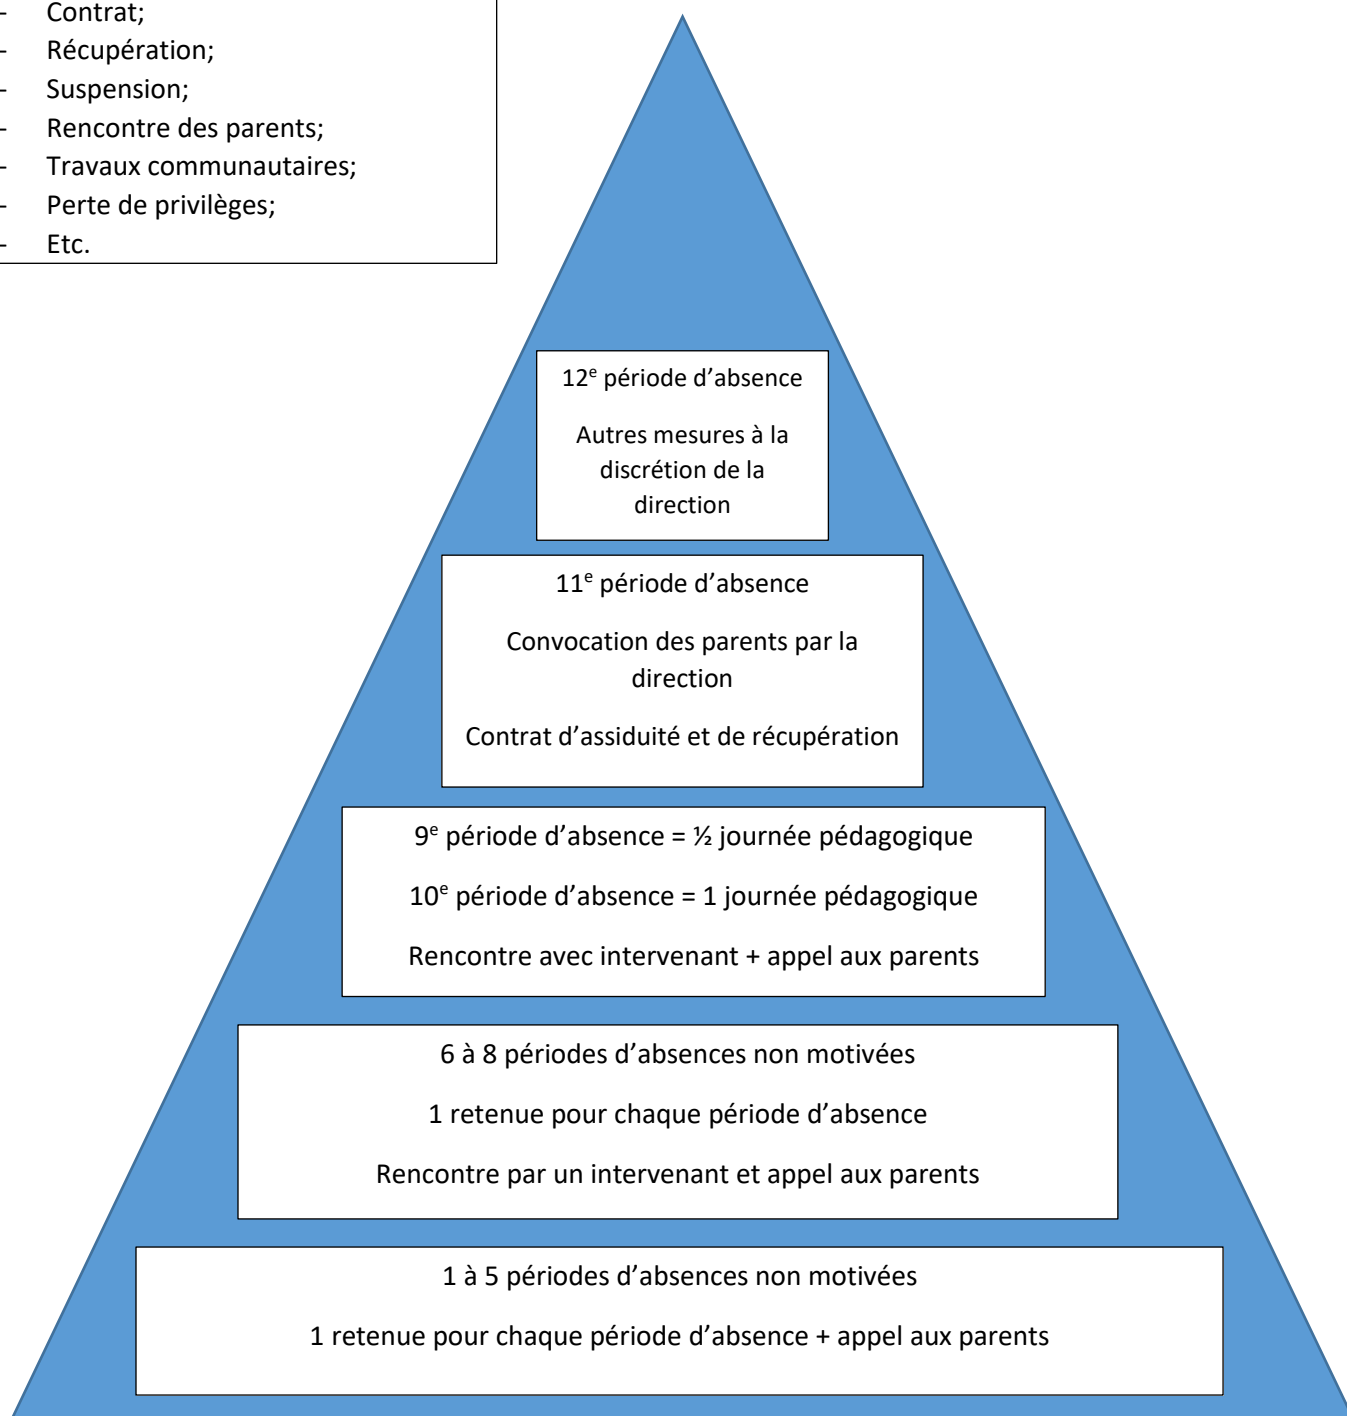 - Contrat;
- Récupération;
- Suspension;
- Rencontre des parents;
- Travaux communautaires;
- Perte de privilèges;
- Etc.
12e période d’absence
Autres mesures à la
discrétion de la
direction
11e période d’absence
Convocation des parents par la
direction
Contrat d’assiduité et de récupération
9e période d’absence = ½ journée pédagogique
10e période d’absence = 1 journée pédagogique
Rencontre avec intervenant + appel aux parents
6 à 8 périodes d’absences non motivées
1 retenue pour chaque période d’absence
Rencontre par un intervenant et appel aux parents
1 à 5 périodes d’absences non motivées
1 retenue pour chaque période d’absence + appel aux parents